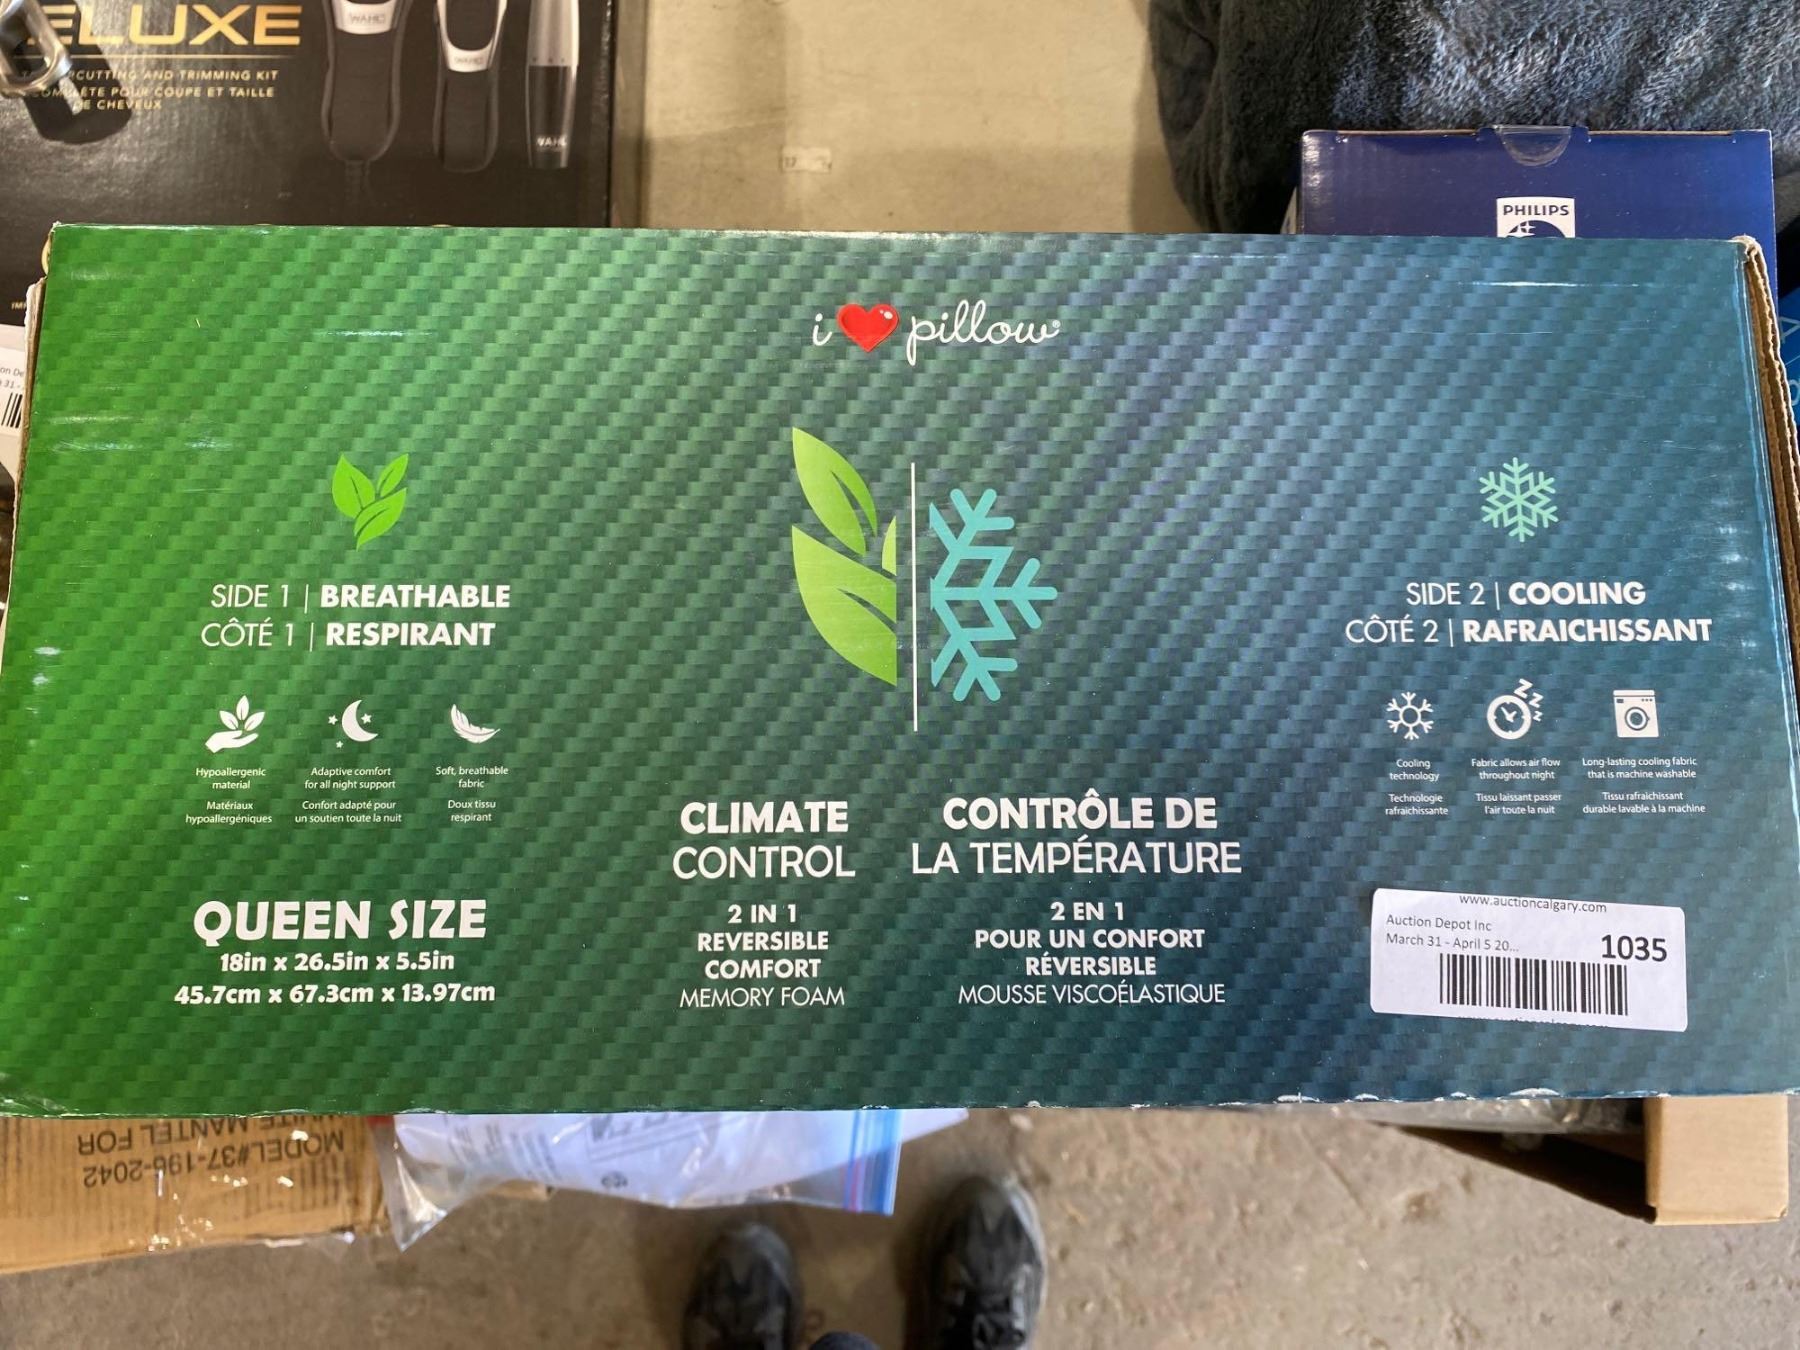 ELUXE
CUTTING AND TRIMMING KIT
POUR COUPE ET TAILLE
DE CHEVEUX
WAHL
WAHL
WAHL
PHILIPS
i pillow®
SIDE 1 | BREATHABLE
CÔTÉ 1 | RESPIRANT
Hypoallergenic
material
Matériaux
hypoallergéniques
Adaptive comfort
for all night support
Confort adapté pour
un soutien toute la nuit
Soft, breathable
fabric
Doux tissu
respirant
QUEEN SIZE
18in x 26.5in x 5.5in
45.7cm x 67.3cm x 13.97cm
CLIMATE
CONTROL
2 IN 1
REVERSIBLE
COMFORT
MEMORY FOAM
CONTRÔLE DE
LA TEMPÉRATURE
2 EN 1
POUR UN CONFORT
RÉVERSIBLE
MOUSSE VISCOÉLASTIQUE
SIDE 2 | COOLING
CÔTÉ 2 | RAFRAICHISSANT
Cooling
technology
Technologie
rafraichissante
Fabric allows air flow
throughout night
Tissu laissant passer
l'air toute la nuit
Long-lasting cooling fabric
that is machine washable
Tissu rafraichissant
durable lavable à la machine
www.auctioncalgary.com
Auction Depot Inc
March 31 - April 5 20...
1035
MODEL#37-196-2042
WHITE MANTEL FOR